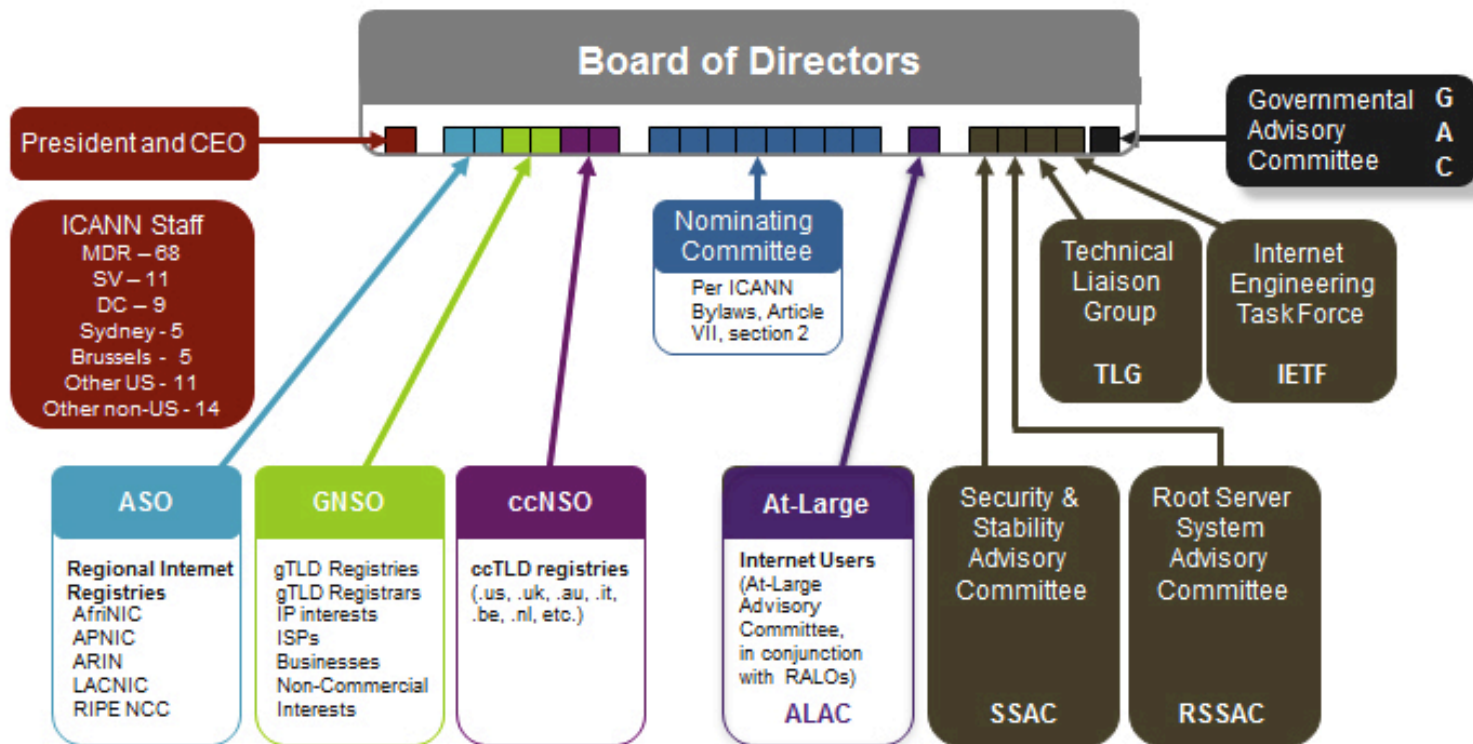 Board of Directors
President and CEO
Governmental
Advisory
Committee
G
A
C
ICANN Staff
MDR – 68
SV – 11
DC – 9
Sydney - 5
Brussels - 5
Other US - 11
Other non-US - 14
Nominating
Committee
Per ICANN
Bylaws, Article
VII, section 2
Technical
Liaison
Group
TLG
Internet
Engineering
Task Force
IETF
ASO
Regional Internet
Registries
AfriNIC
APNIC
ARIN
LACNIC
RIPE NCC
GNSO
gTLD Registries
gTLD Registrars
IP interests
ISPs
Businesses
Non-Commercial
Interests
ccNSO
ccTLD registries
(.us, .uk, .au, .it,
.be, .nl, etc.)
At-Large
Internet Users
(At-Large
Advisory
Committee,
in conjunction
with RALOs)
ALAC
Security &
Stability
Advisory
Committee
SSAC
Root Server
System
Advisory
Committee
RSSAC